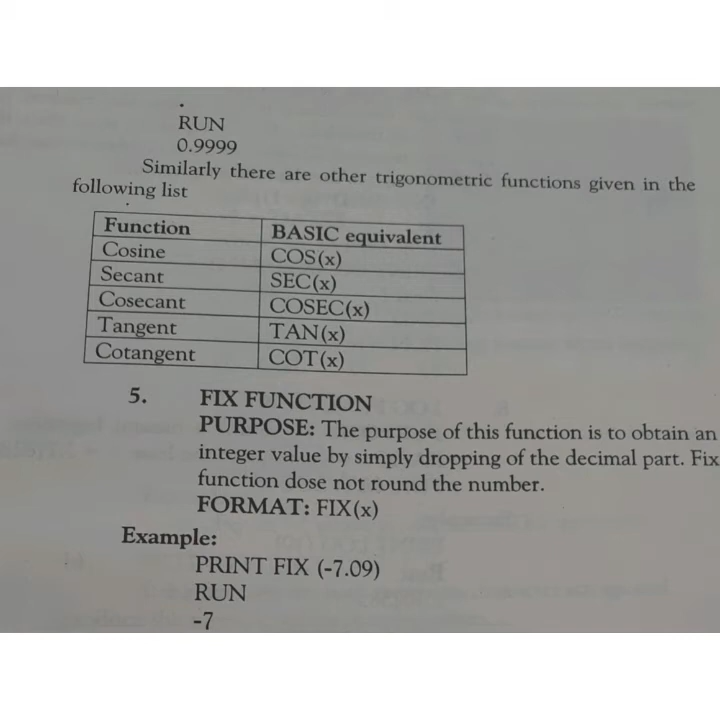 RUN
0.9999
Similarly there are other trigonometric functions given in the
following list
Function BASIC equivalent
Cosine COS(x)
Secant SEC(x)
Cosecant COSEC(x)
Tangent TAN(x)
Cotangent COT(x)
5. FIX FUNCTION
PURPOSE: The purpose of this function is to obtain an
integer value by simply dropping of the decimal part. Fix
function dose not round the number.
FORMAT: FIX(x)
Example:
PRINT FIX (-7.09)
RUN
-7